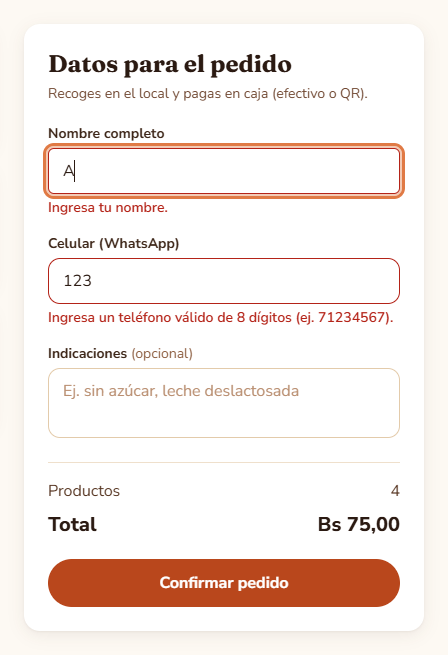 Datos para el pedido
Recoges en el local y pagas en caja (efectivo o QR).
Nombre completo
A
Ingresa tu nombre.
Celular (WhatsApp)
123
Ingresa un teléfono válido de 8 dígitos (ej. 71234567).
Indicaciones (opcional)
Ej. sin azúcar, leche deslactosada
Productos 4
Total Bs 75,00
Confirmar pedido